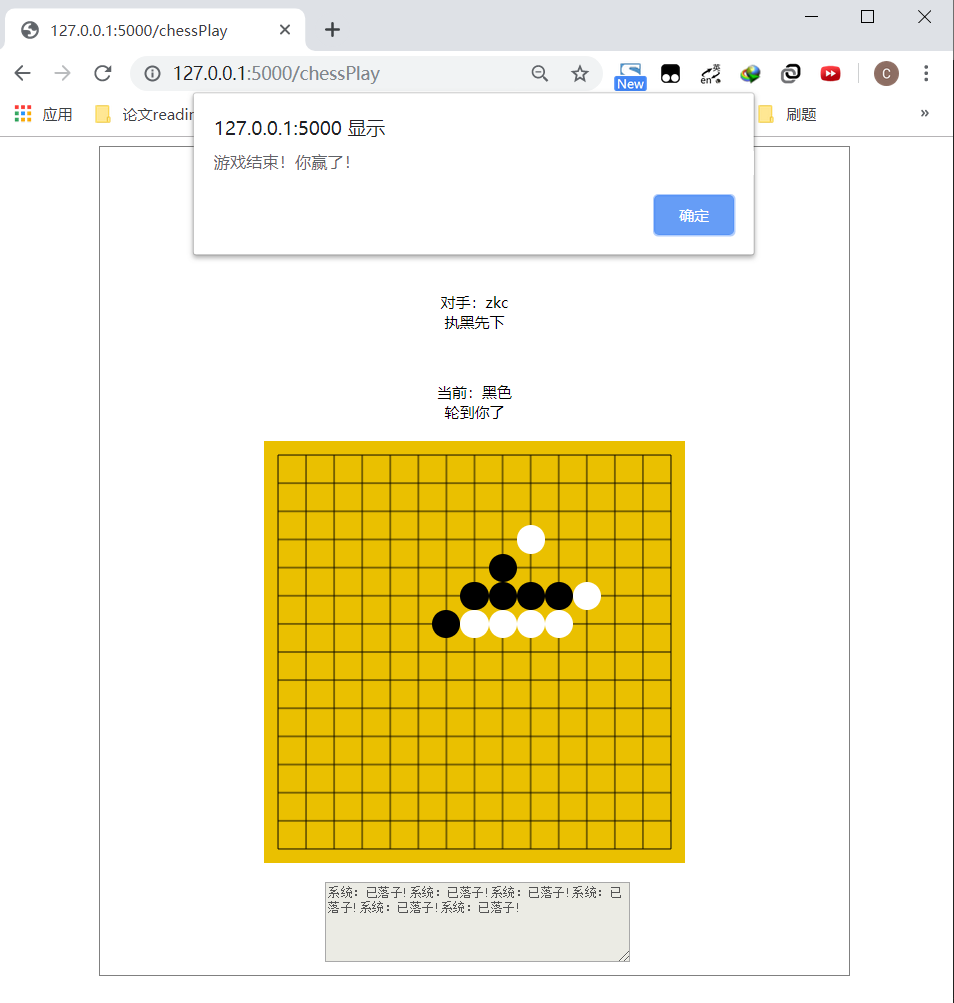 127.0.0.1:5000/chessPlay
127.0.0.1:5000/chessPlay
New
en
英
C
应用
论文readin
刷题
»
127.0.0.1:5000 显示
游戏结束！你赢了！
确定
对手：zkc
执黑先下
当前：黑色
轮到你了
系统：已落子!系统：已落子!系统：已落子!系统：已
落子!系统：已落子!系统：已落子!